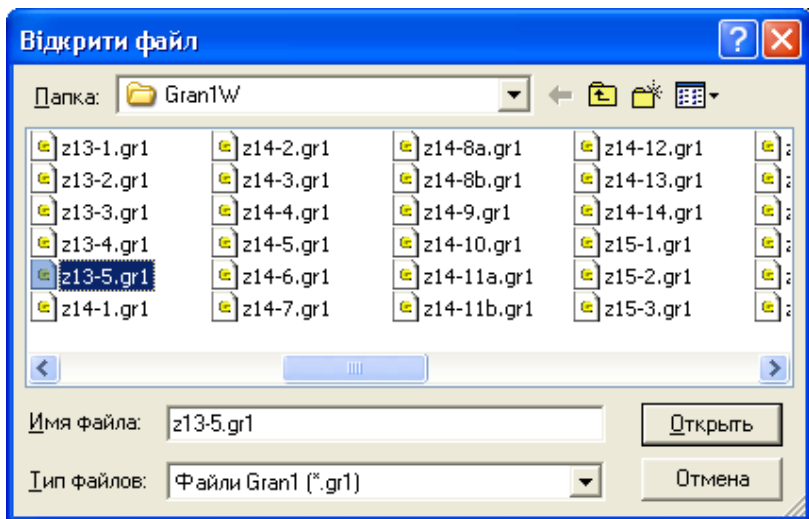 Відкрити файл
Папка: Gran1W
z13-1.gr1 z14-2.gr1 z14-8a.gr1 z14-12.gr1
z13-2.gr1 z14-3.gr1 z14-8b.gr1 z14-13.gr1
z13-3.gr1 z14-4.gr1 z14-9.gr1 z14-14.gr1
z13-4.gr1 z14-5.gr1 z14-10.gr1 z15-1.gr1
z13-5.gr1 z14-6.gr1 z14-11a.gr1 z15-2.gr1
z14-1.gr1 z14-7.gr1 z14-11b.gr1 z15-3.gr1
Имя файла: z13-5.gr1 Открыть
Тип файлов: Файли Gran1 (*.gr1) Отмена